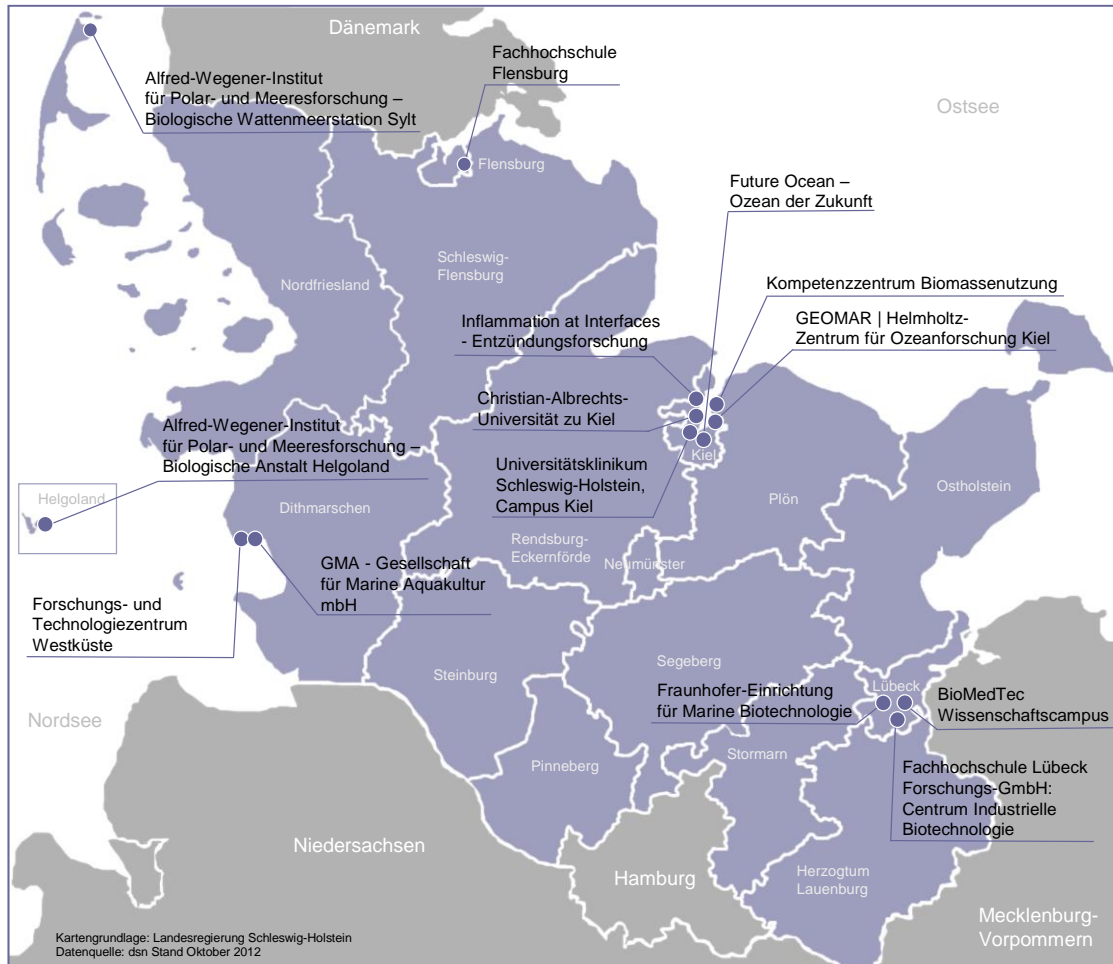 Dänemark
Fachhochschule
Flensburg
Alfred-Wegener-Institut
für Polar- und Meeresforschung –
Biologische Wattenmeerstation Sylt
Ostsee
Flensburg
Future Ocean –
Ozean der Zukunft
Schleswig-
Flensburg
Nordfriesland
Kompetenzzentrum Biomassenutzung
Inflammation at Interfaces
- Entzündungsforschung
GEOMAR | Helmholtz-
Zentrum für Ozeanforschung Kiel
Christian-Albrechts-
Universität zu Kiel
Alfred-Wegener-Institut
für Polar- und Meeresforschung –
Biologische Anstalt Helgoland
Kiel
Universitätsklinikum
Schleswig-Holstein,
Campus Kiel
Plön
Ostholstein
Helgoland
Dithmarschen
Rendsburg-
Eckernförde
Neumünster
GMA - Gesellschaft
für Marine Aquakultur
mbH
Forschungs- und
Technologiezentrum
Westküste
Steinburg
Segeberg
Lübeck
Fraunhofer-Einrichtung
für Marine Biotechnologie
BioMedTec
Wissenschaftscampus
Nordsee
Pinneberg
Stormarn
Fachhochschule Lübeck
Forschungs-GmbH:
Centrum Industrielle
Biotechnologie
Niedersachsen
Hamburg
Herzogtum
Lauenburg
Mecklenburg-
Vorpommern
Kartengrundlage: Landesregierung Schleswig-Holstein
Datenquelle: dsn Stand Oktober 2012